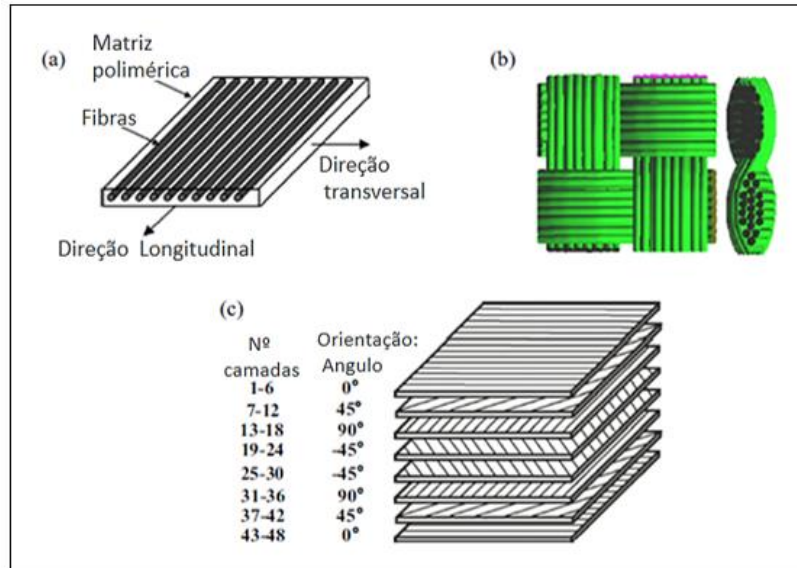 (a)
Matriz
polimérica
Fibras
Direção
transversal
Direção Longitudinal
(b)
(c)
Nº
camadas
Orientação:
Angulo
1-6 0°
7-12 45°
13-18 90°
19-24 -45°
25-30 -45°
31-36 90°
37-42 45°
43-48 0°